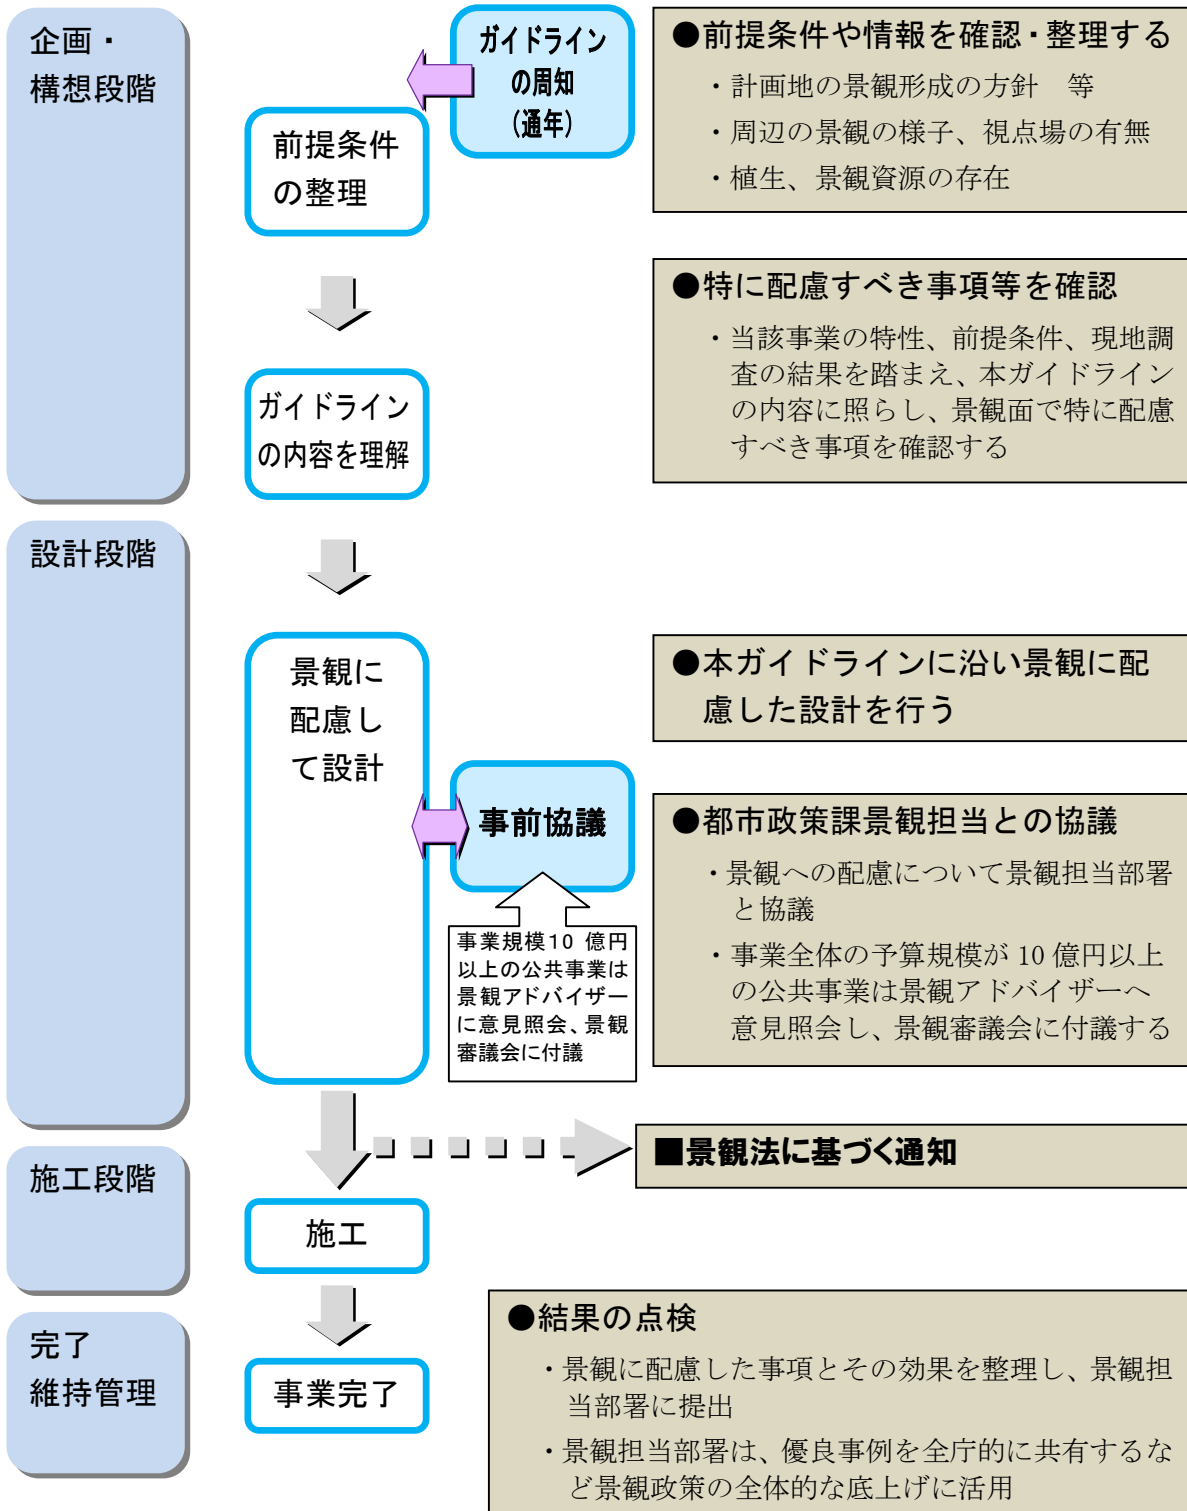 企画・
構想段階
ガイドライン
の周知
（通年）
前提条件
の整理
●前提条件や情報を確認・整理する
・計画地の景観形成の方針　等
・周辺の景観の様子、視点場の有無
・植生、景観資源の存在
ガイドライン
の内容を理解
●特に配慮すべき事項等を確認
・当該事業の特性、前提条件、現地調
査の結果を踏まえ、本ガイドライン
の内容に照らし、景観面で特に配慮
すべき事項を確認する
設計段階
景観に
配慮し
て設計
●本ガイドラインに沿い景観に配
慮した設計を行う
事前協議
事業規模10 億円
以上の公共事業は
景観アドバイザー
に意見照会、景観
審議会に付議
●都市政策課景観担当との協議
・景観への配慮について景観担当部署
と協議
・事業全体の予算規模が 10 億円以上
の公共事業は景観アドバイザーへ
意見照会し、景観審議会に付議する
■景観法に基づく通知
施工段階
施工
完了
維持管理
事業完了
●結果の点検
・景観に配慮した事項とその効果を整理し、景観担
当部署に提出
・景観担当部署は、優良事例を全庁的に共有するな
ど景観政策の全体的な底上げに活用